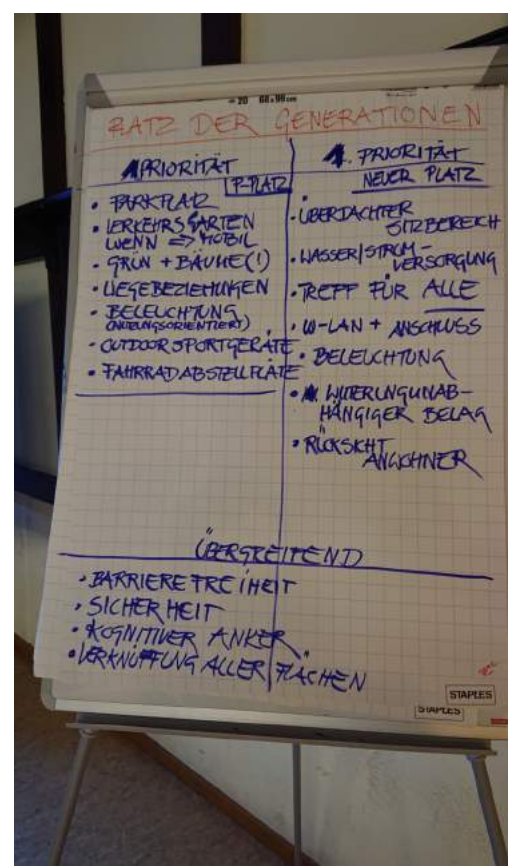 PLATZ DER GENERATIONEN
1. PRIORITÄT
P-PLATZ
• PARKPLATZ
• VERKEHRSGARTEN
WENN => MOBIL
• GRÜN + BÄUME (!)
• WEGEBEZIEHUNGEN
• BELEUCHTUNG
(NUTZUNGSORIENTIERT)
• OUTDOOR SPORTGERÄTE
• FAHRRADABSTELLPLÄTZE
1. PRIORITÄT
NEUER PLATZ
• ÜBERDACHTER
SITZBEREICH
• WASSER/STROM-
VERSORGUNG
• TREFF FÜR ALLE
• W-LAN + ANSCHLUSS
• BELEUCHTUNG
• WITTERUNGUNAB-
HÄNGIGER BELAG
• RÜCKSICHT
ANWOHNER
ÜBERGREIFEND
• BARRIEREFREIHEIT
• SICHERHEIT
• KOGNITIVER ANKER
• VERKNÜPFUNG ALLER FLÄCHEN
STAPLES
STAPLES